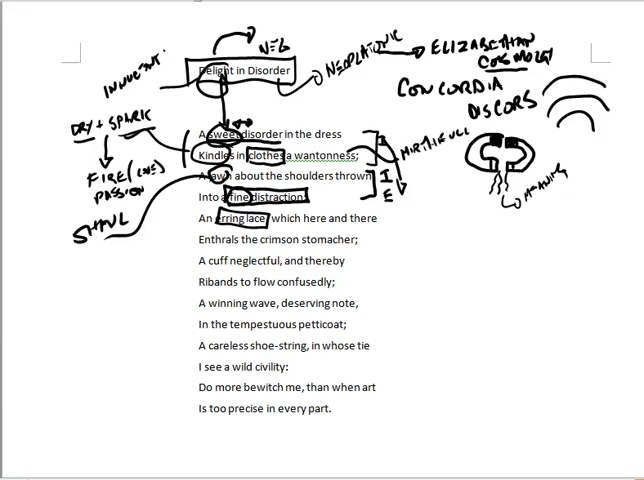 NEG
NEOPLATONIC
ELIZABETHAN
COSMOLOGY
CONCORDIA
DISCORS
Delight in Disorder
INNOCENT
DRY + SPARK
FIRE (LOVE)
PASSION
SHAWL
A sweet disorder in the dress
Kindles in clothes a wantonness;
A lawn about the shoulders thrown
Into a fine distraction;
An erring lace, which here and there
Enthrals the crimson stomacher;
A cuff neglectful, and thereby
Ribands to flow confusedly;
A winning wave, deserving note,
In the tempestuous petticoat;
A careless shoe-string, in whose tie
I see a wild civility:
Do more bewitch me, than when art
Is too precise in every part.
I
I
E
MIRTHFULL
MEANING